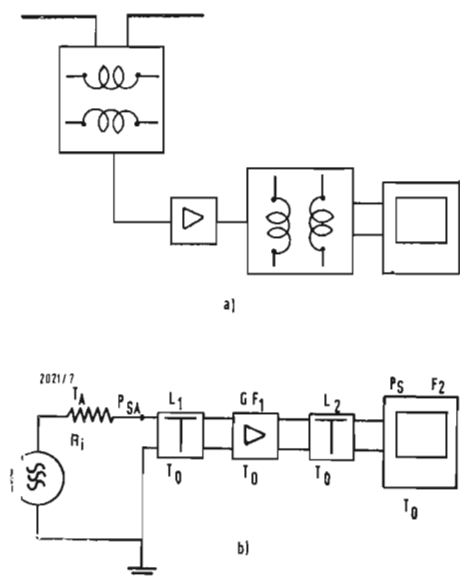 a)
2021/7
T_A P_SA L_1 G F_1 L_2 P_S F_2
R_i T_0 T_0 T_0 T_0
b)